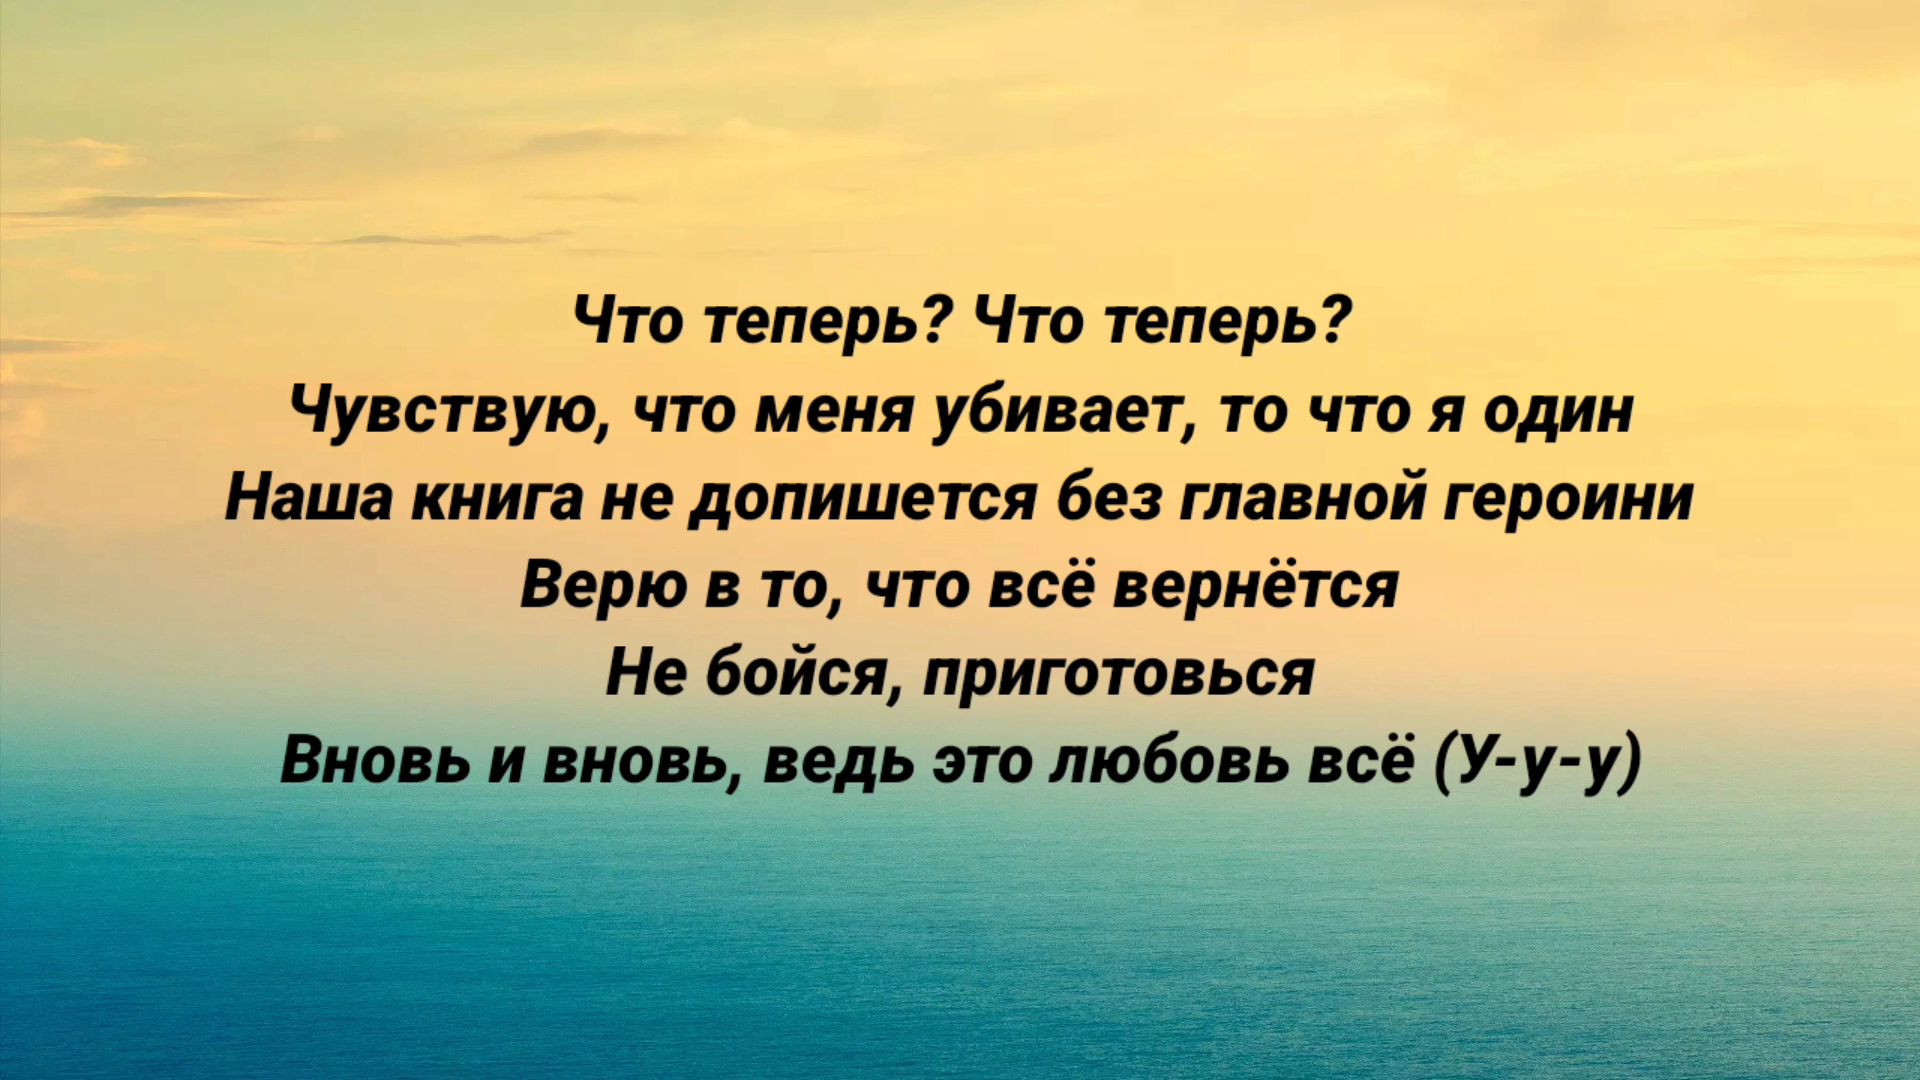 Что теперь? Что теперь?
Чувствую, что меня убивает, то что я один
Наша книга не допишется без главной героини
Верю в то, что всё вернётся
Не бойся, приготовься
Вновь и вновь, ведь это любовь всё (У-у-у)